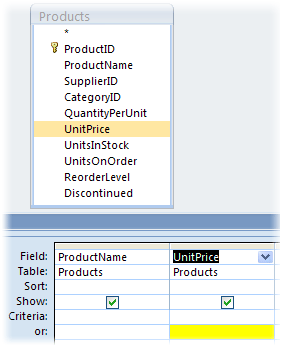 Products
*
ProductID
ProductName
SupplierID
CategoryID
QuantityPerUnit
UnitPrice
UnitsInStock
UnitsOnOrder
ReorderLevel
Discontinued
Field: ProductName UnitPrice
Table: Products Products
Sort:
Show:
Criteria:
or: